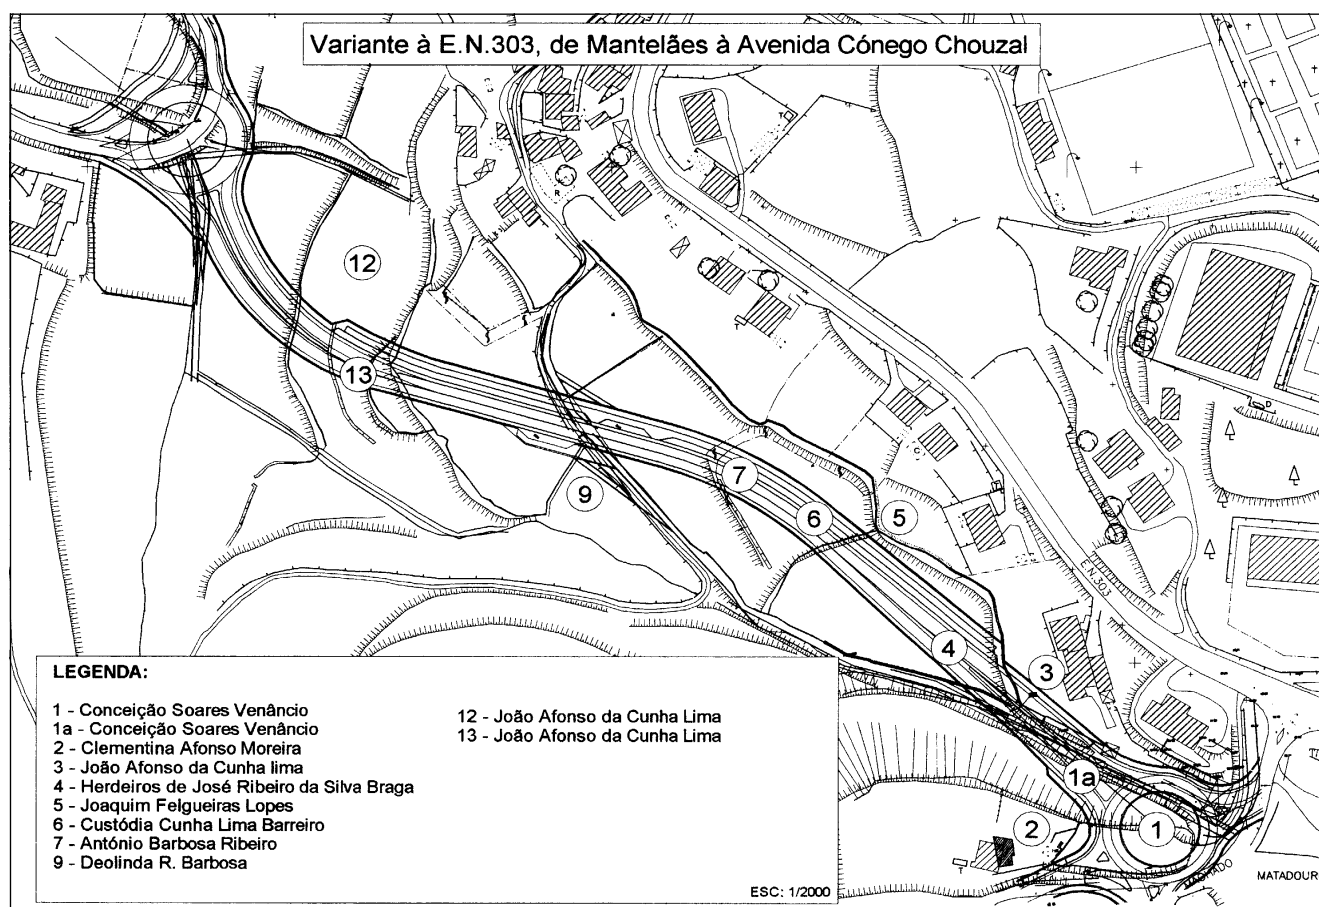 Variante à E.N.303, de Mantelães à Avenida Cónego Chouzal
12
13
7
9
6
5
E.N.303
4
3
1a
2
1
MATADOUR
LEGENDA:
1 - Conceição Soares Venâncio
1a - Conceição Soares Venâncio
2 - Clementina Afonso Moreira
3 - João Afonso da Cunha lima
4 - Herdeiros de José Ribeiro da Silva Braga
5 - Joaquim Felgueiras Lopes
6 - Custódia Cunha Lima Barreiro
7 - António Barbosa Ribeiro
9 - Deolinda R. Barbosa
12 - João Afonso da Cunha Lima
13 - João Afonso da Cunha Lima
ESC: 1/2000